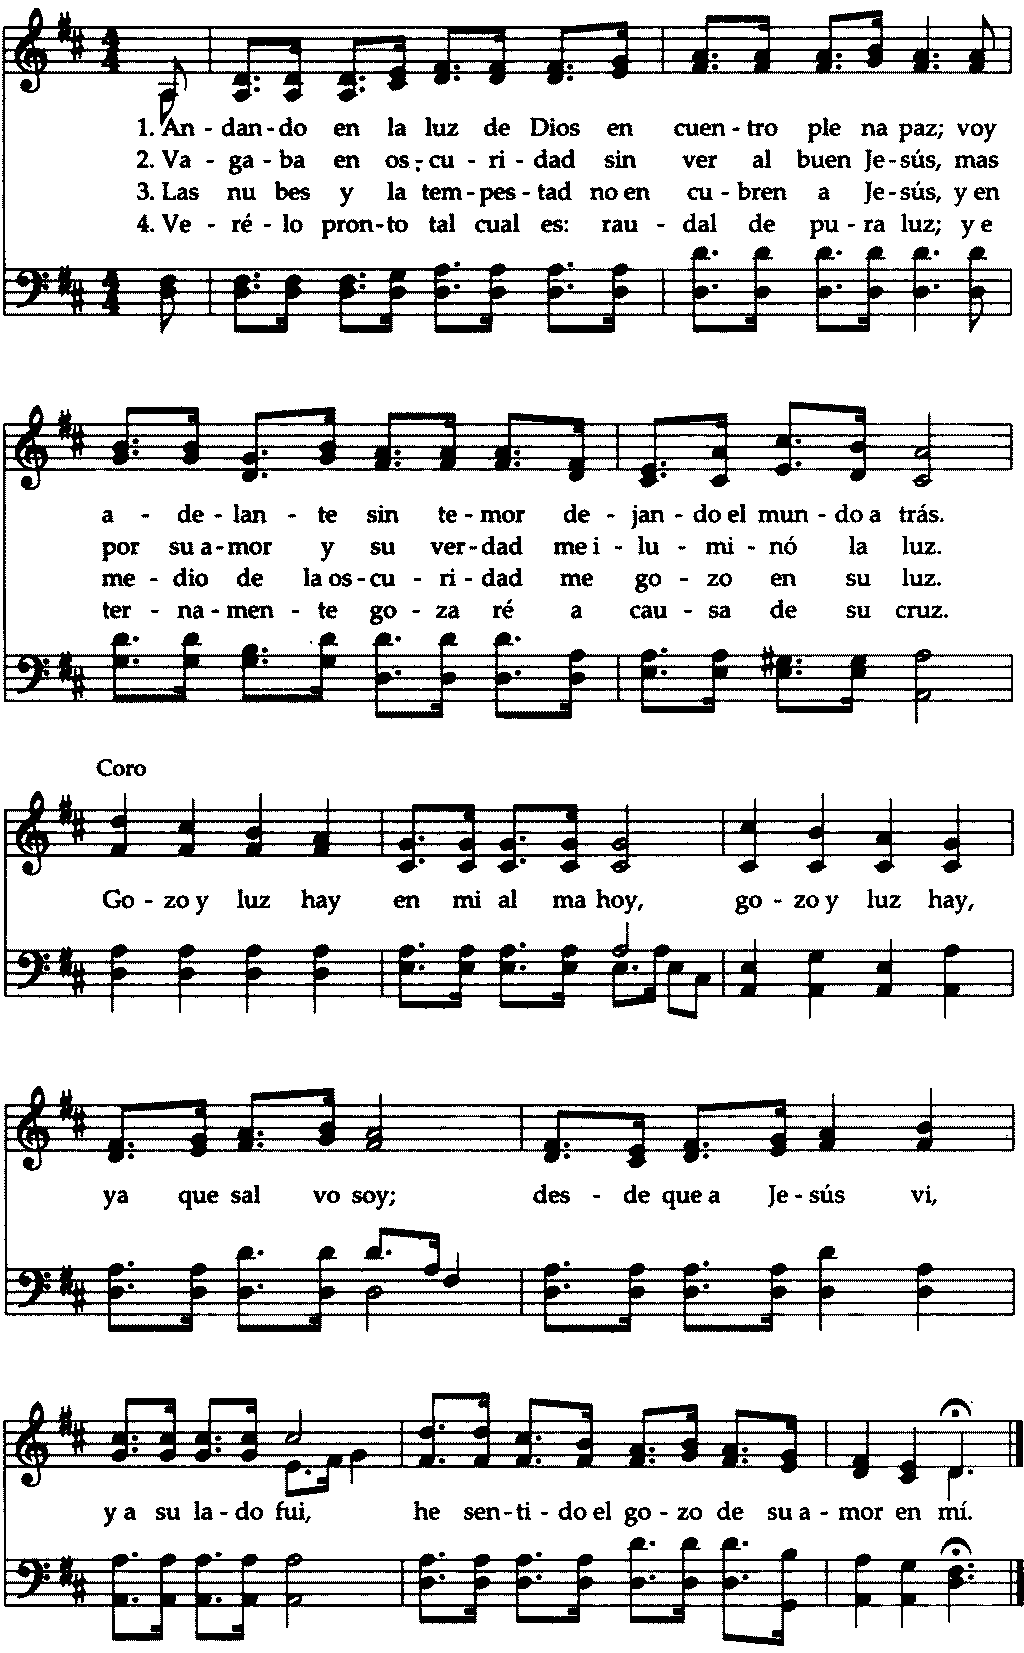 1. An - dan - do en la luz de Dios en cuen - tro ple na paz; voy
2. Va - ga - ba en os - cu - ri - dad sin ver al buen Je - sús, mas
3. Las nu bes y la tem - pes - tad no en cu - bren a Je - sús, y en
4. Ve - ré - lo pron - to tal cual es: rau - dal de pu - ra luz; y e
a - de - lan - te sin te - mor de - jan - do el mun - do a trás.
por su a - mor y su ver - dad me i - lu - mi - nó la luz.
me - dio de la os - cu - ri - dad me go - zo en su luz.
ter - na - men - te go - za ré a cau - sa de su cruz.
Coro
Go - zo y luz hay en mi al ma hoy, go - zo y luz hay,
ya que sal vo soy; des - de que a Je - sús vi,
y a su la - do fui, he sen - ti - do el go - zo de su a - mor en mí.